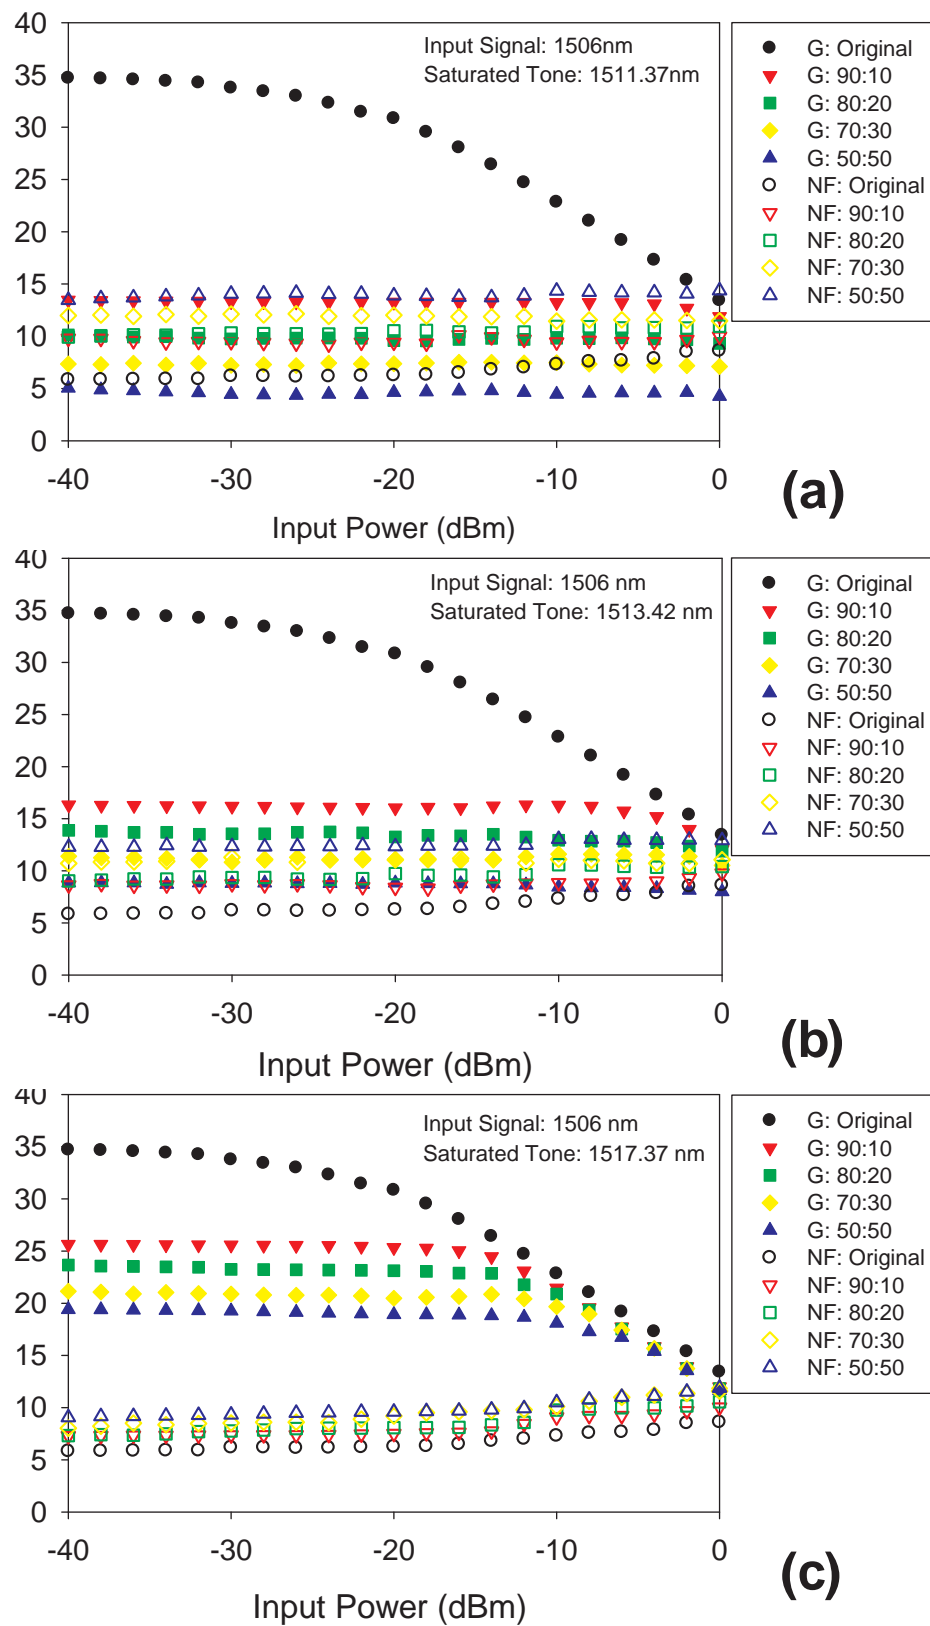 40
35
30
25
20
15
10
5
0
Input Signal: 1506nm
Saturated Tone: 1511.37nm
-40 -30 -20 -10 0
Input Power (dBm)
G: Original
G: 90:10
G: 80:20
G: 70:30
G: 50:50
NF: Original
NF: 90:10
NF: 80:20
NF: 70:30
NF: 50:50
(a)
40
35
30
25
20
15
10
5
0
Input Signal: 1506 nm
Saturated Tone: 1513.42 nm
-40 -30 -20 -10 0
Input Power (dBm)
G: Original
G: 90:10
G: 80:20
G: 70:30
G: 50:50
NF: Original
NF: 90:10
NF: 80:20
NF: 70:30
NF: 50:50
(b)
40
35
30
25
20
15
10
5
0
Input Signal: 1506 nm
Saturated Tone: 1517.37 nm
-40 -30 -20 -10 0
Input Power (dBm)
G: Original
G: 90:10
G: 80:20
G: 70:30
G: 50:50
NF: Original
NF: 90:10
NF: 80:20
NF: 70:30
NF: 50:50
(c)